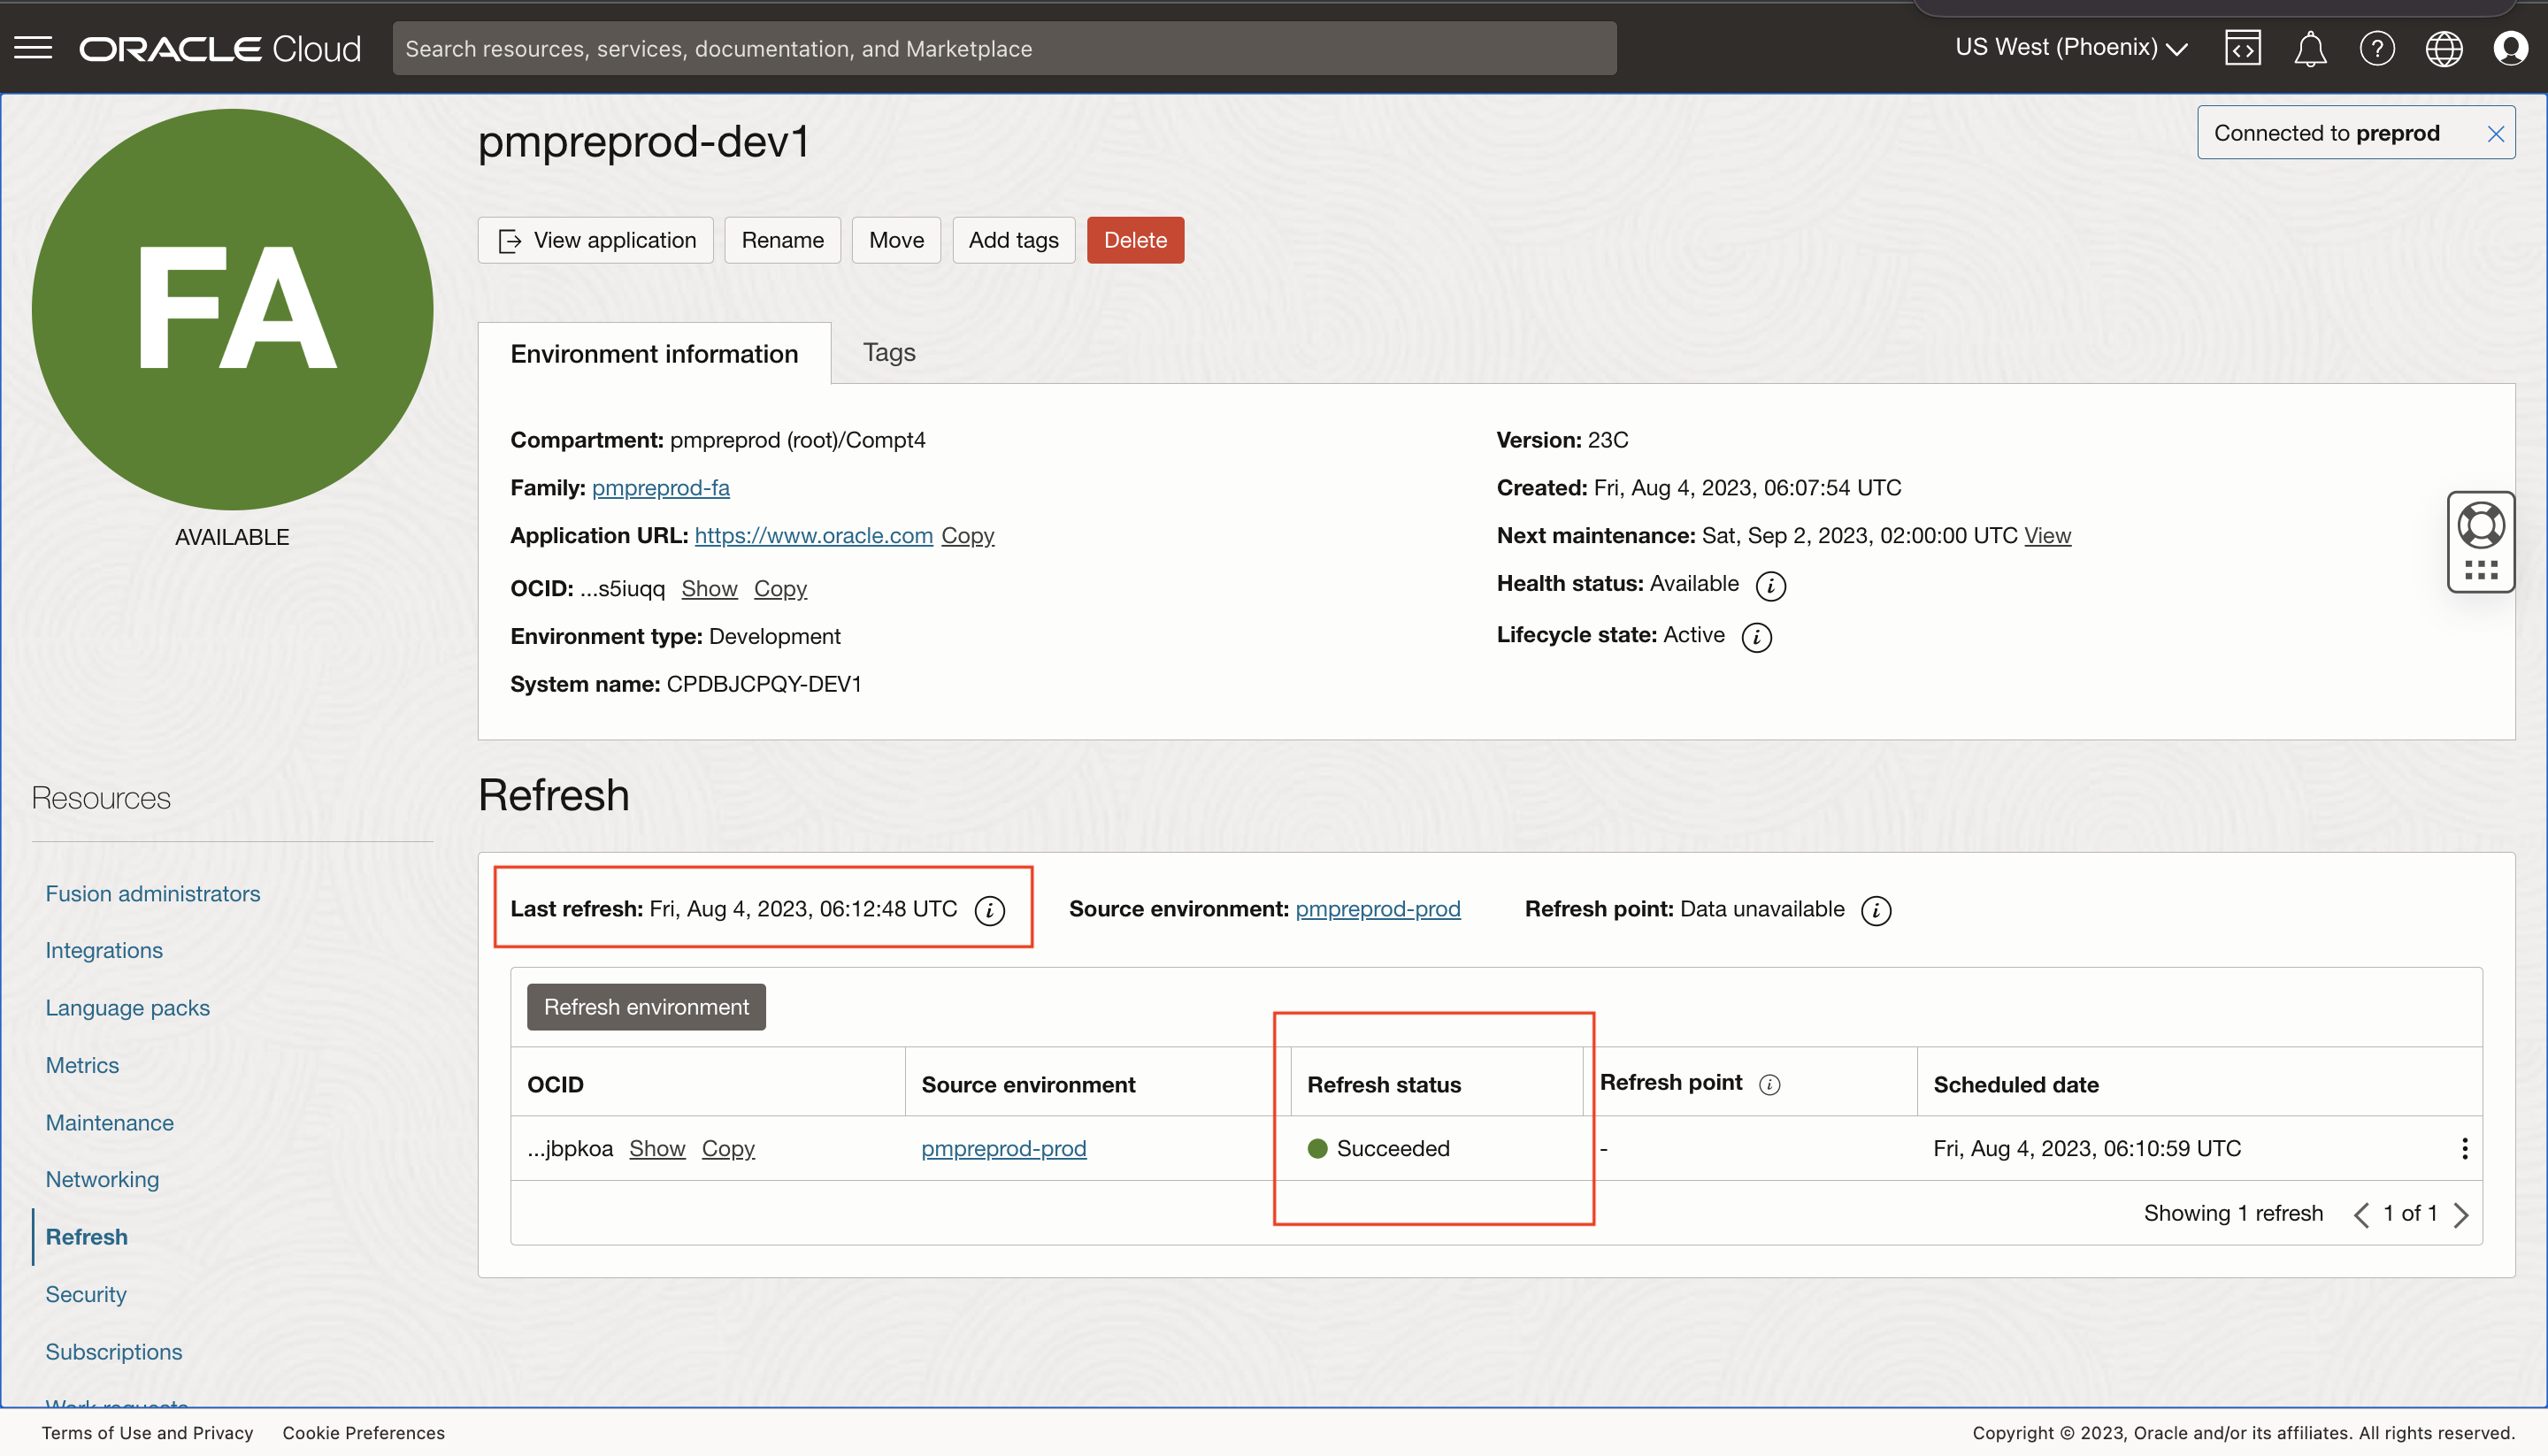 ORACLE Cloud
Search resources, services, documentation, and Marketplace
US West (Phoenix)
Connected to preprod
FA
AVAILABLE
pmpreprod-dev1
View application
Rename
Move
Add tags
Delete
Environment information
Tags
Compartment: pmpreprod (root)/Compt4
Family: pmpreprod-fa
Application URL: https://www.oracle.com Copy
OCID: ...s5iuqq Show Copy
Environment type: Development
System name: CPDBJCPQY-DEV1
Version: 23C
Created: Fri, Aug 4, 2023, 06:07:54 UTC
Next maintenance: Sat, Sep 2, 2023, 02:00:00 UTC View
Health status: Available
Lifecycle state: Active
Resources
Fusion administrators
Integrations
Language packs
Metrics
Maintenance
Networking
Refresh
Security
Subscriptions
Work requests
Refresh
Last refresh: Fri, Aug 4, 2023, 06:12:48 UTC
Source environment: pmpreprod-prod
Refresh point: Data unavailable
Refresh environment
OCID Source environment Refresh status Refresh point Scheduled date
...jbpkoa Show Copy pmpreprod-prod Succeeded - Fri, Aug 4, 2023, 06:10:59 UTC
Showing 1 refresh 1 of 1
Terms of Use and Privacy Cookie Preferences
Copyright © 2023, Oracle and/or its affiliates. All rights reserved.